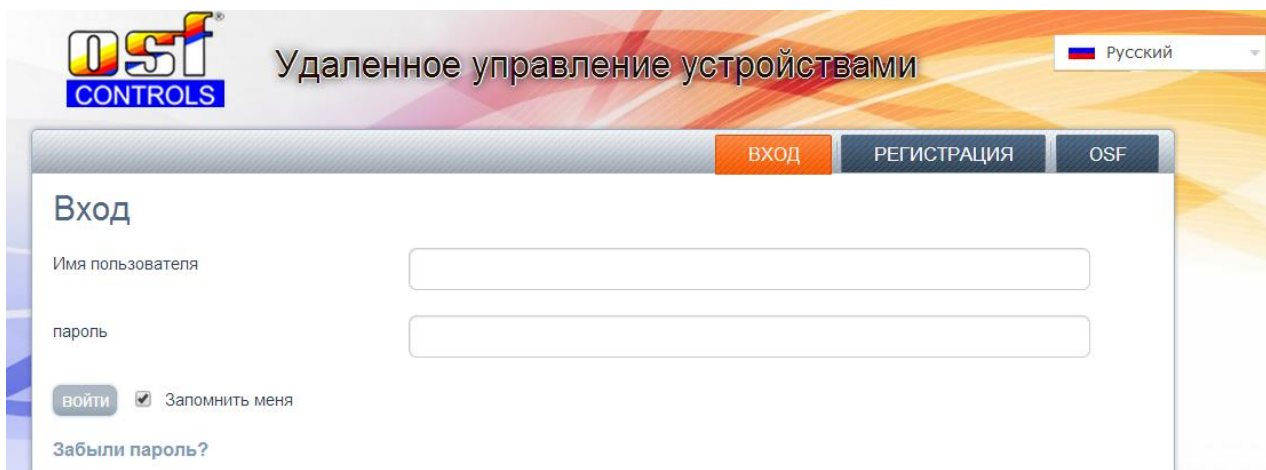 osf®
CONTROLS
Удаленное управление устройствами
Русский
ВХОД
РЕГИСТРАЦИЯ
OSF
Вход
Имя пользователя
пароль
войти
Запомнить меня
Забыли пароль?